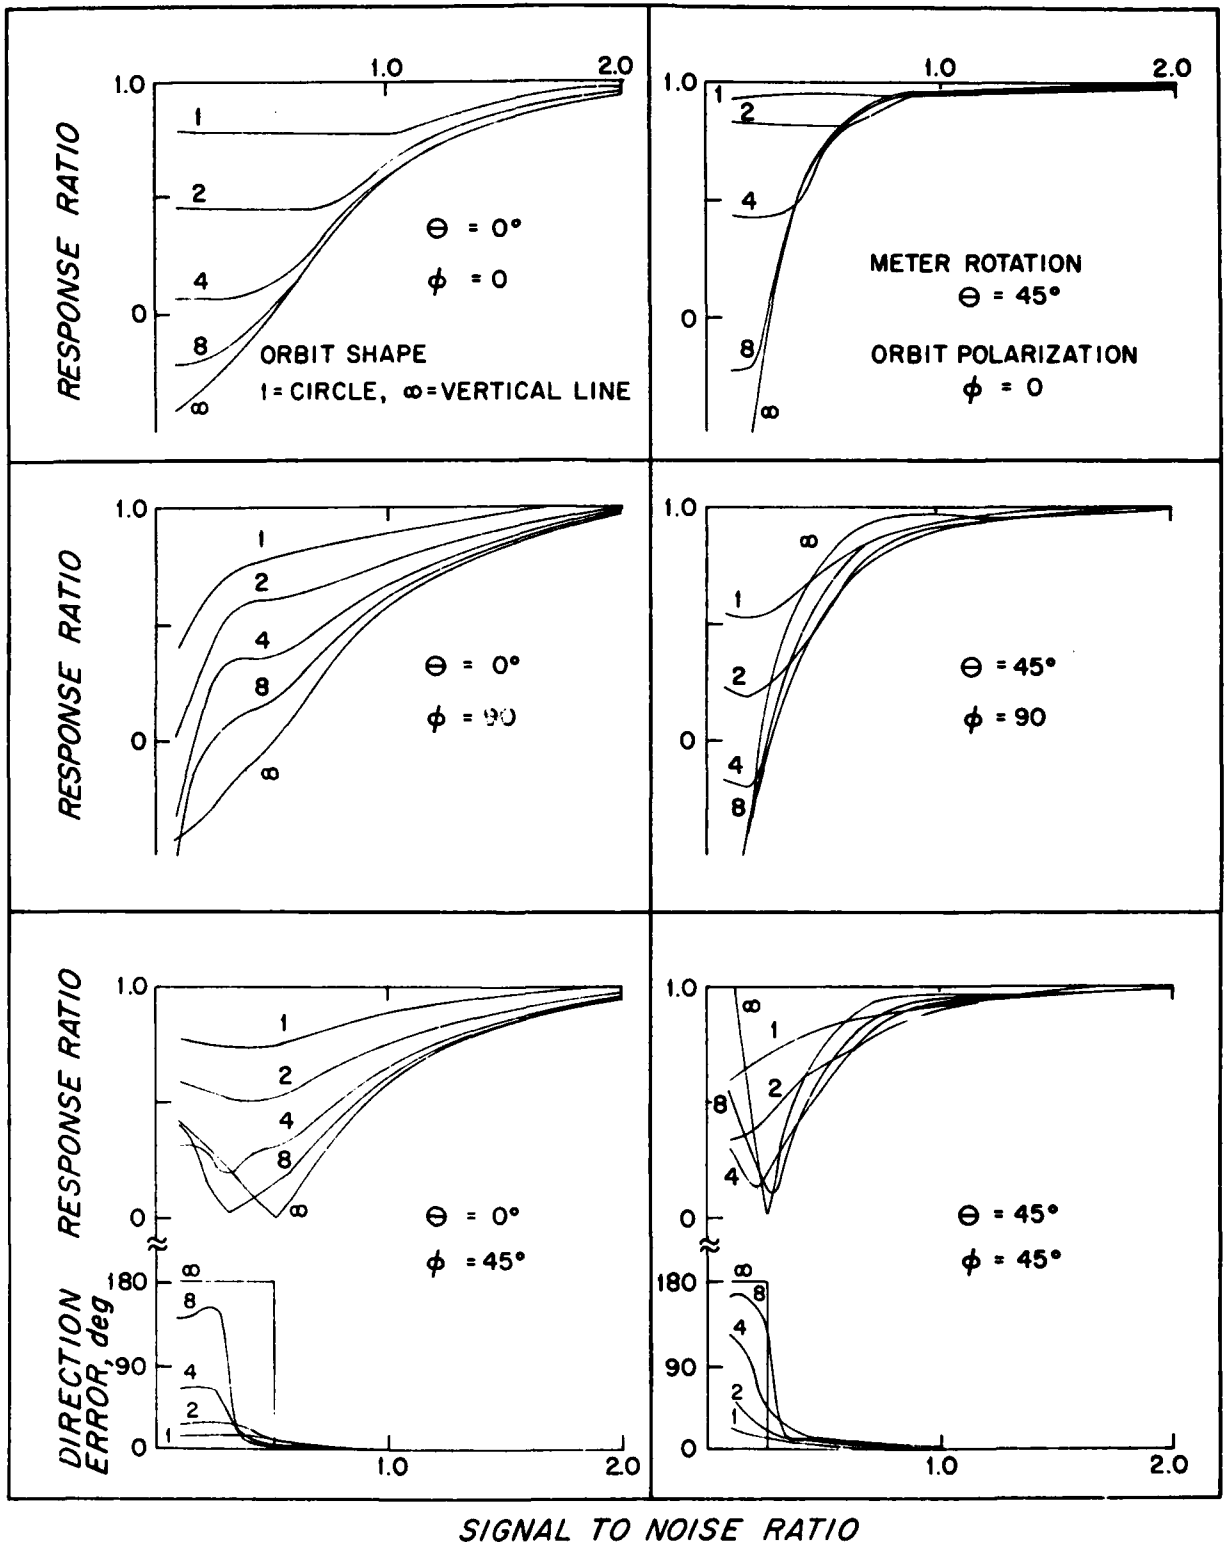 1.0 2.0
1.0
RESPONSE RATIO
1
2
4
0
8
∞
Θ = 0°
ϕ = 0
ORBIT SHAPE
1 = CIRCLE, ∞ = VERTICAL LINE
1.0 2.0
1.0
1
2
4
0
8
∞
METER ROTATION
Θ = 45°
ORBIT POLARIZATION
ϕ = 0
1.0
RESPONSE RATIO
1
2
4
8
0
∞
Θ = 0°
ϕ = 90
1.0
∞
1
2
0
4
8
Θ = 45°
ϕ = 90
1.0
RESPONSE RATIO
1
2
4
8
∞
0
Θ = 0°
ϕ = 45°
DIRECTION
ERROR, deg
180
90
0
∞
8
4
2
1
1.0 2.0
1.0
∞
1
2
8
4
0
Θ = 45°
ϕ = 45°
180
90
0
∞
8
4
2
1
1.0 2.0
SIGNAL TO NOISE RATIO